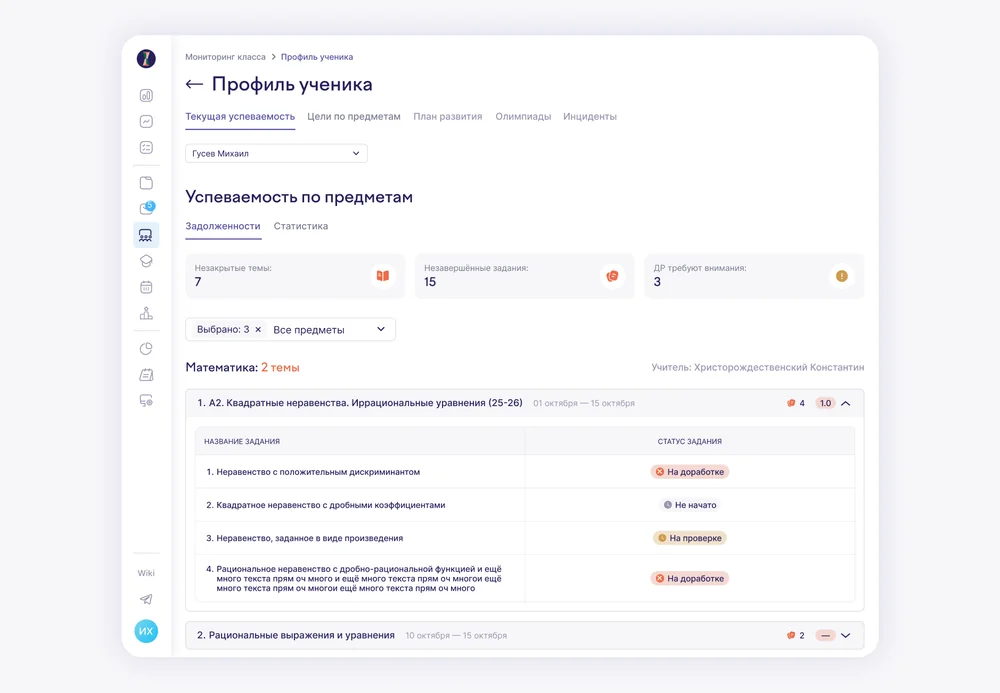 Мониторинг класса > Профиль ученика
← Профиль ученика
Текущая успеваемость Цели по предметам План развития Олимпиады Инциденты
Гусев Михаил
Успеваемость по предметам
5
Задолженности Статистика
Незакрытые темы:
7
Незавершённые задания:
15
ДР требуют внимания:
3
Выбрано: 3 × Все предметы
Математика: 2 темы
Учитель: Христорождественский Константин
1. А2. Квадратные неравенства. Иррациональные уравнения (25-26) 01 октября — 15 октября 4 1.0
НАЗВАНИЕ ЗАДАНИЯ СТАТУС ЗАДАНИЯ
1. Неравенство с положительным дискриминантом На доработке
2. Квадратное неравенство с дробными коэффициентами Не начато
3. Неравенство, заданное в виде произведения На проверке
4. Рациональное неравенство с дробно-рациональной функцией и ещё
много текста прям оч много и ещё много текста прям оч многои ещё
много текста прям оч многои ещё много текста прям оч много
На доработке
Wiki
ИХ
2. Рациональные выражения и уравнения 10 октября — 15 октября 2 —